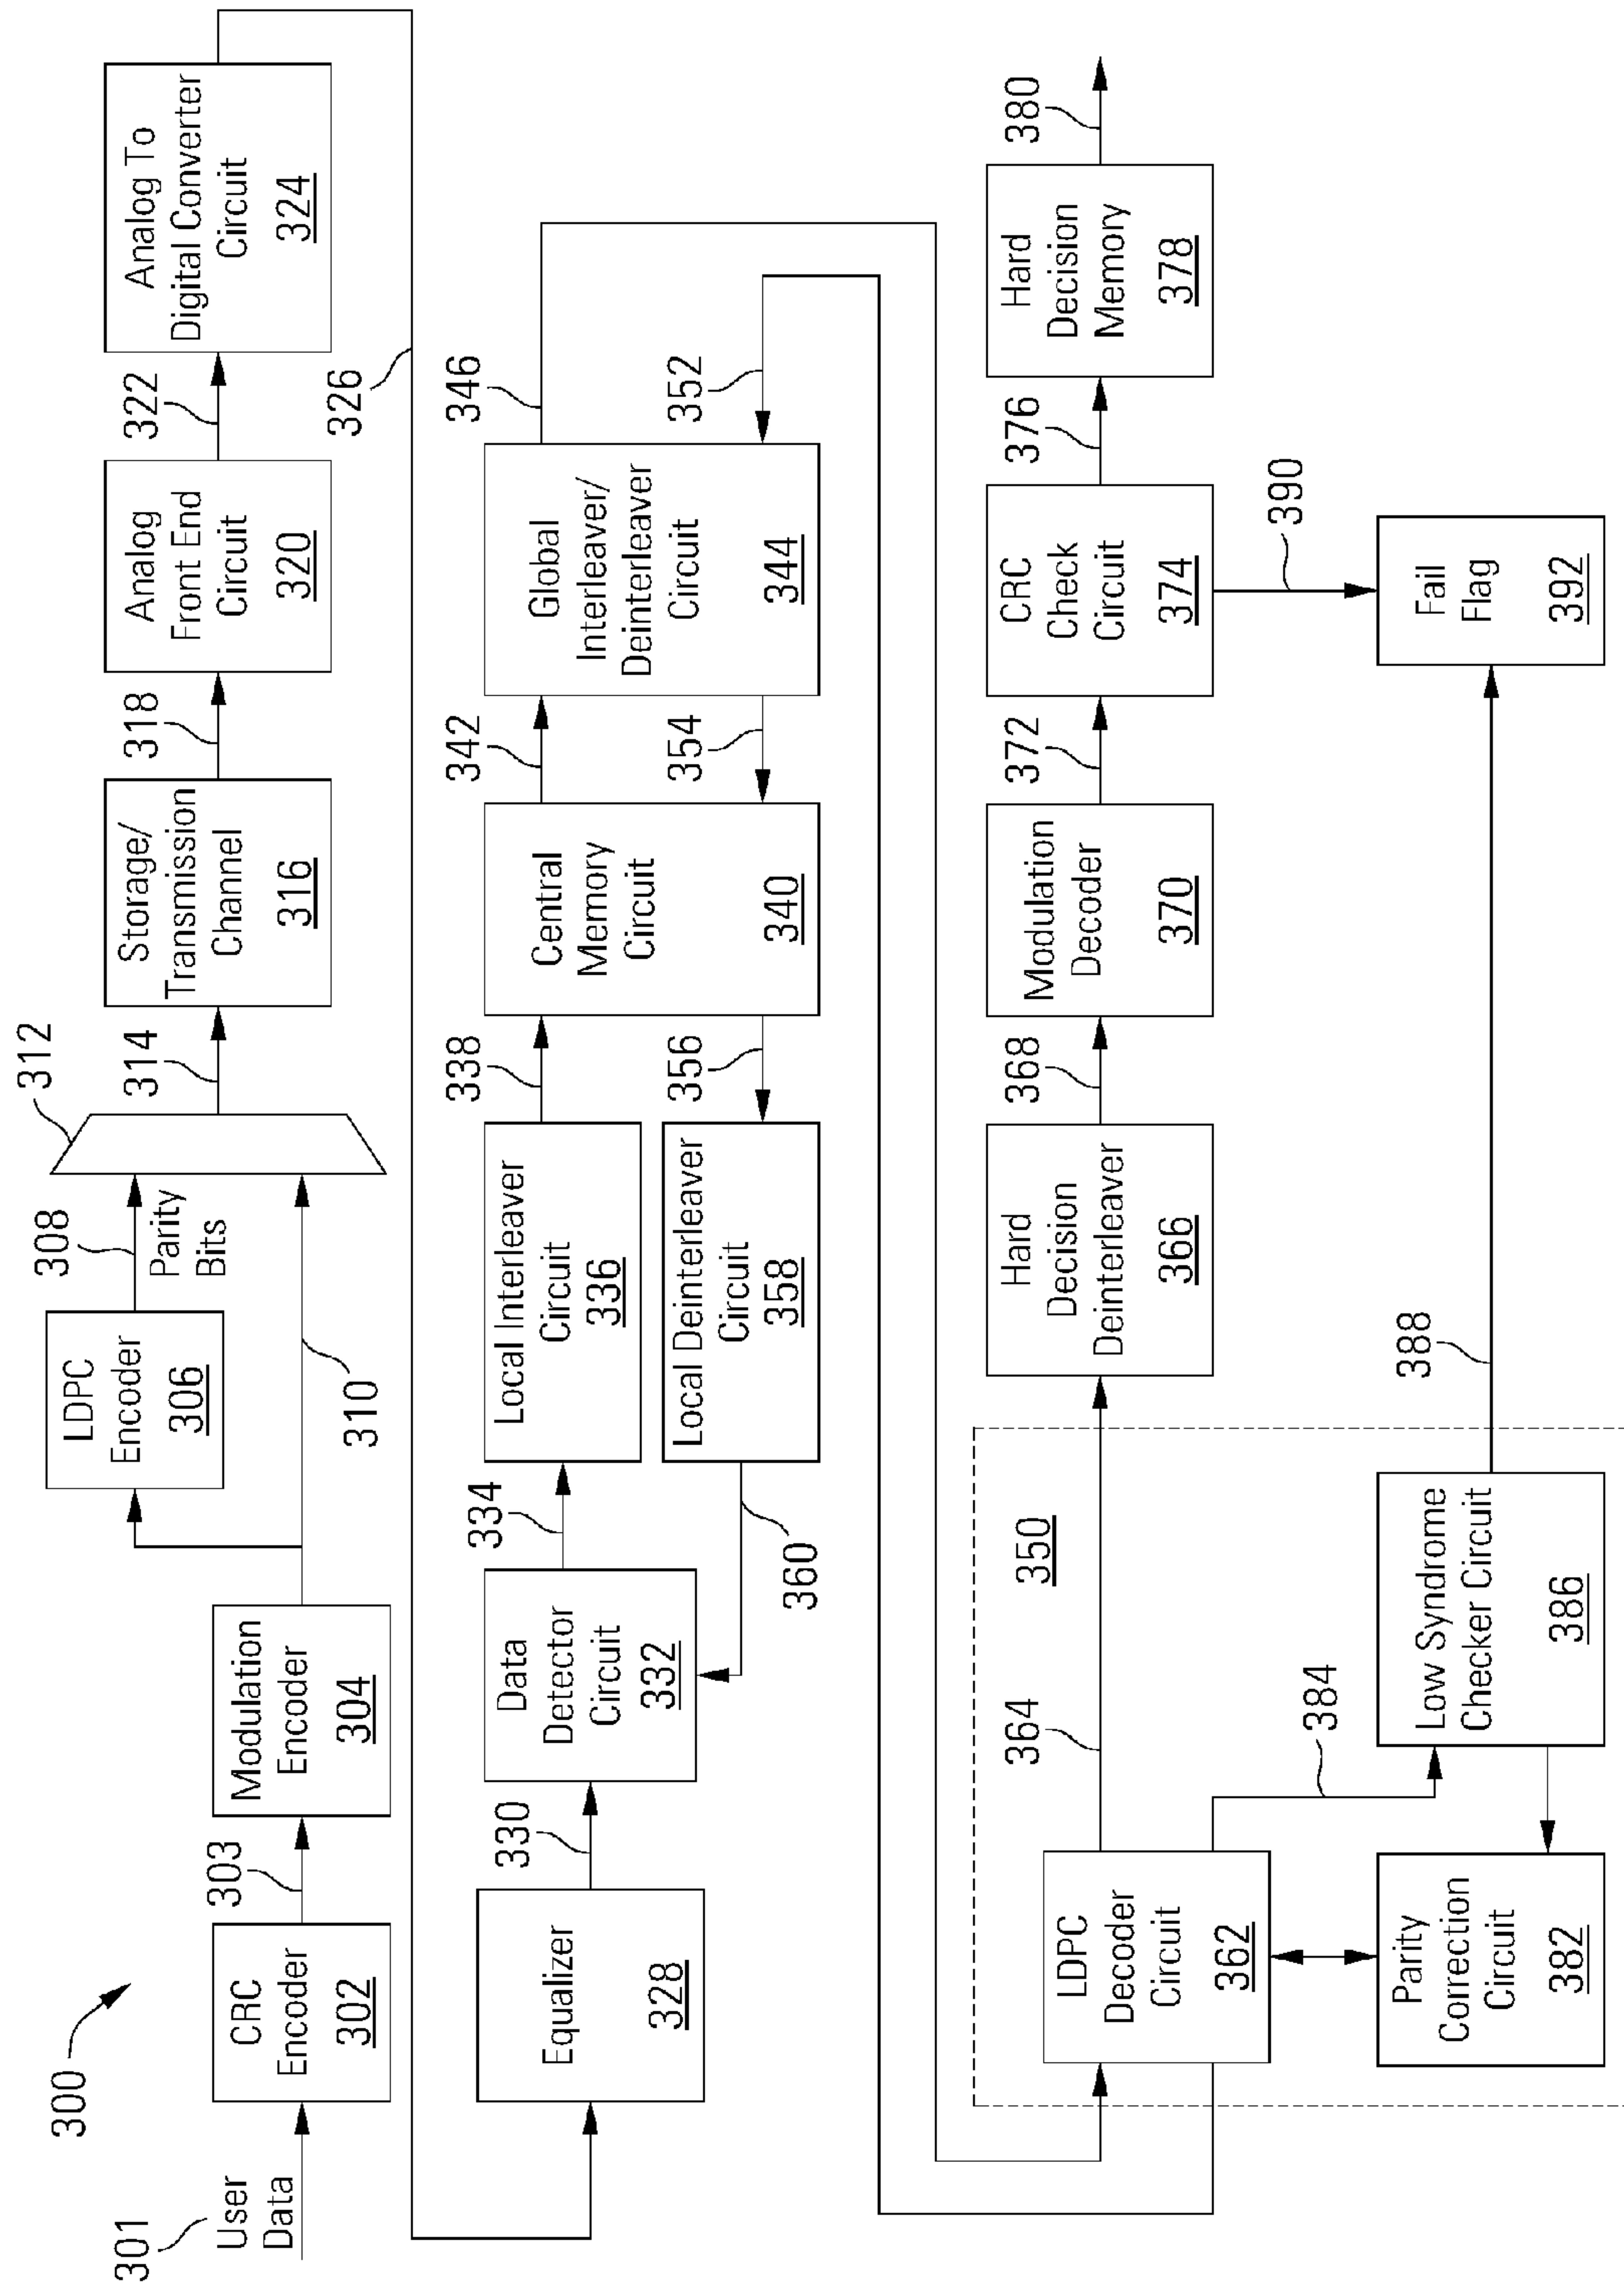 300
301
User
Data
CRC
Encoder
302
303
Modulation
Encoder
304
LDPC
Encoder
306
308
Parity
Bits
310
312
314
Storage/
Transmission
Channel
316
318
Analog
Front End
Circuit
320
322
Analog To
Digital Converter
Circuit
324
326
Equalizer
328
330
Data
Detector
Circuit
332
334
Local Interleaver
Circuit
336
338
Central
Memory
Circuit
340
342
Global
Interleaver/
Deinterleaver
Circuit
344
346
352
354
356
Local Deinterleaver
Circuit
358
360
350
LDPC
Decoder
Circuit
362
364
Hard
Decision
Deinterleaver
366
368
Modulation
Decoder
370
372
CRC
Check
Circuit
374
376
Hard
Decision
Memory
378
380
Parity
Correction
Circuit
382
384
Low Syndrome
Checker Circuit
386
388
390
Fail
Flag
392